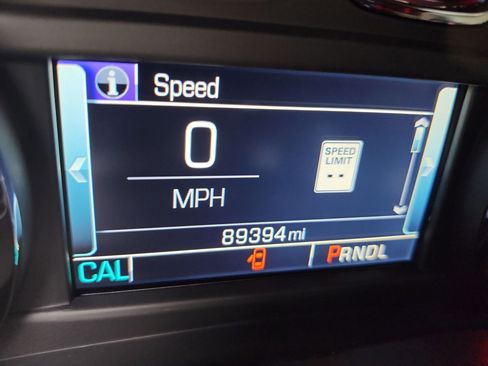 Speed
0
MPH
SPEED
LIMIT
--
89394 mi
CAL PRNDL